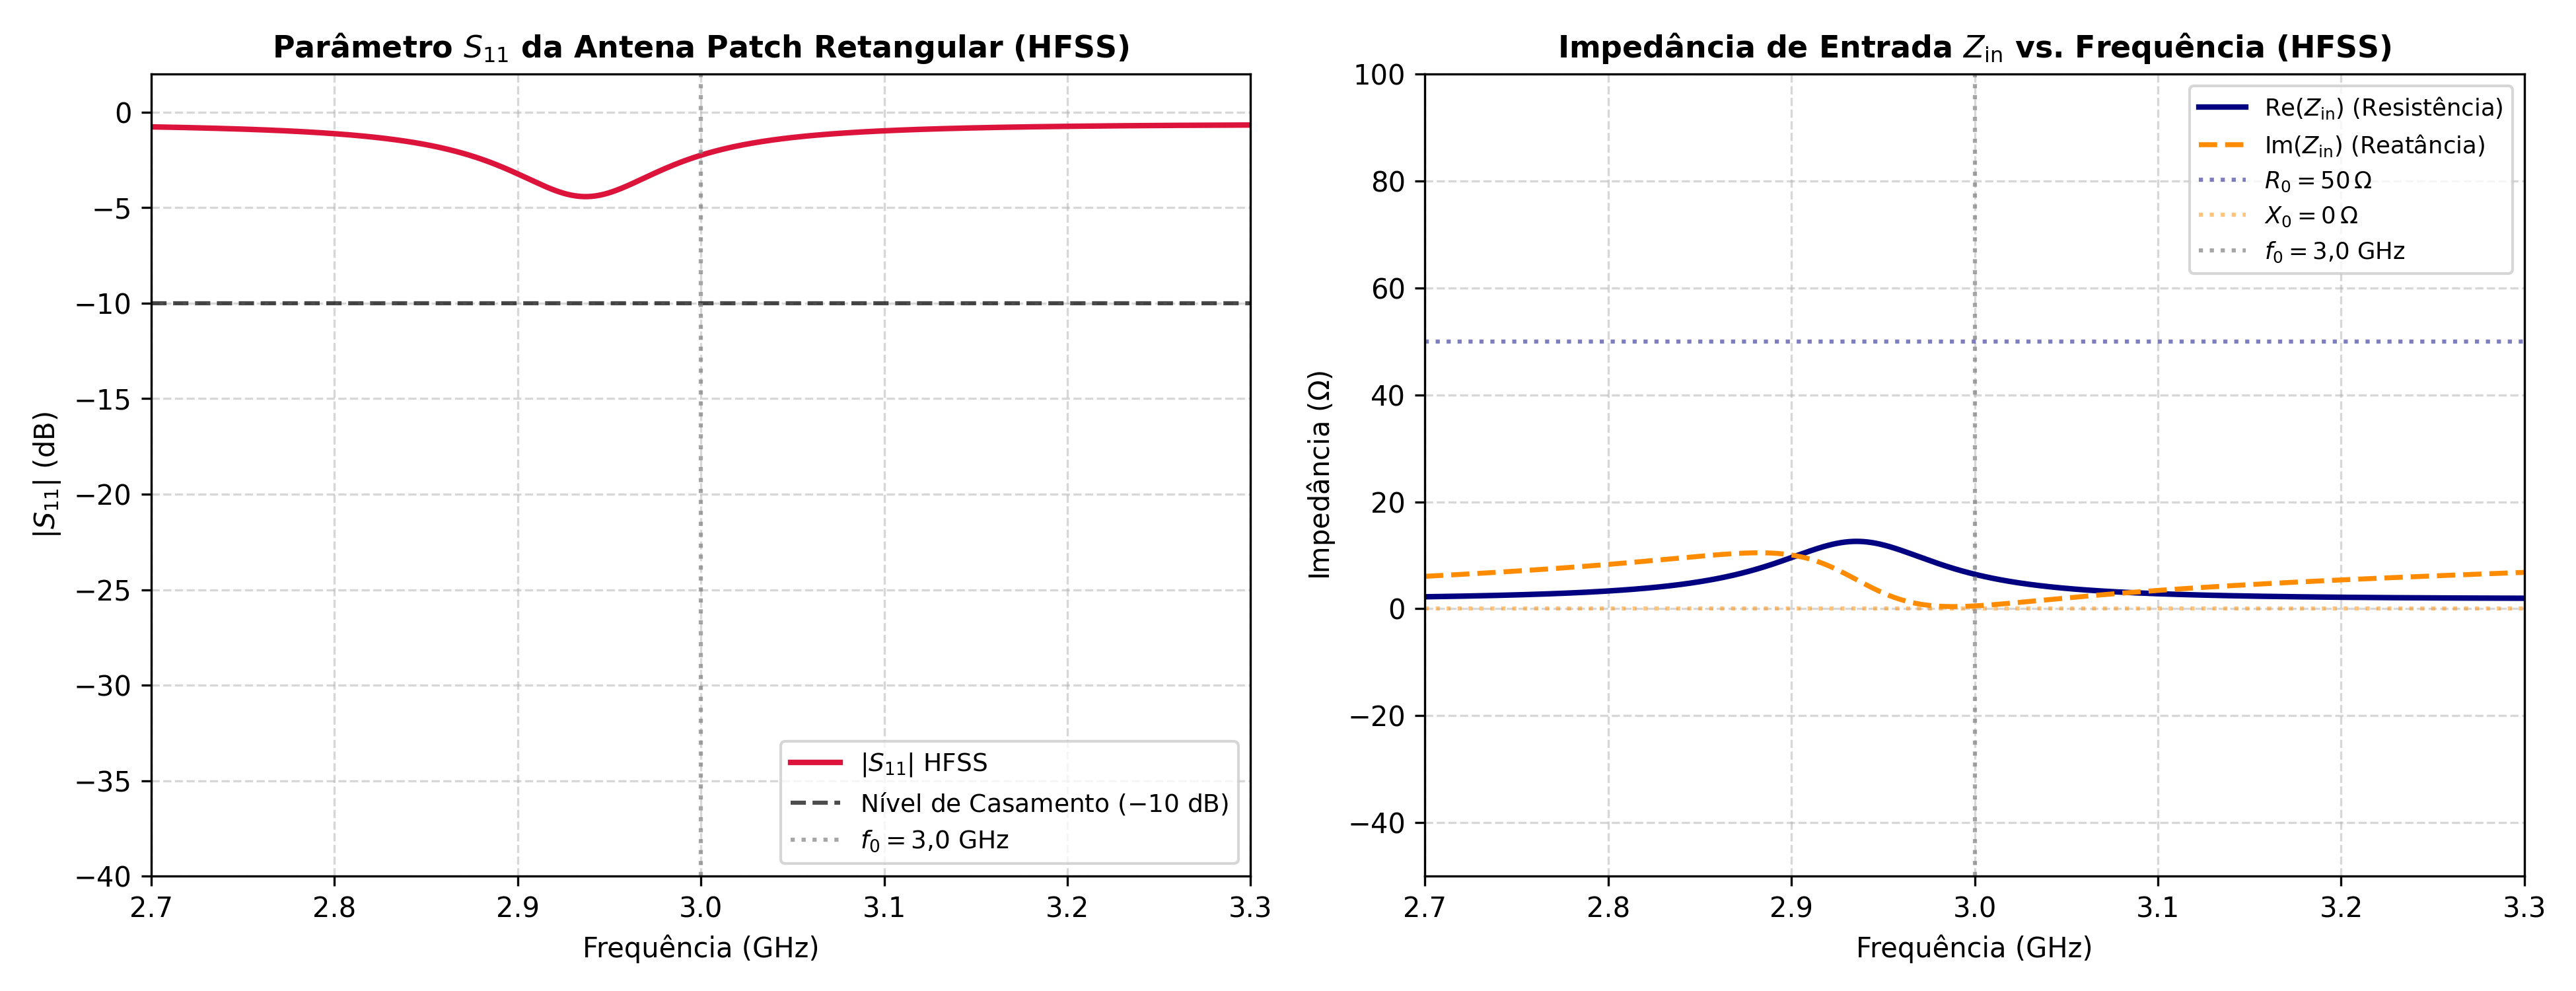 Parâmetro S₁₁ da Antena Patch Retangular (HFSS)
|S₁₁| (dB)
0
−5
−10
−15
−20
−25
−30
−35
−40
2.7
2.8
2.9
3.0
3.1
3.2
3.3
Frequência (GHz)
|S₁₁| HFSS
Nível de Casamento (−10 dB)
f₀ = 3,0 GHz
Impedância de Entrada Zin vs. Frequência (HFSS)
Impedância (Ω)
100
80
60
40
20
0
−20
−40
2.7
2.8
2.9
3.0
3.1
3.2
3.3
Frequência (GHz)
Re(Zin) (Resistência)
Im(Zin) (Reatância)
R₀ = 50 Ω
X₀ = 0 Ω
f₀ = 3,0 GHz